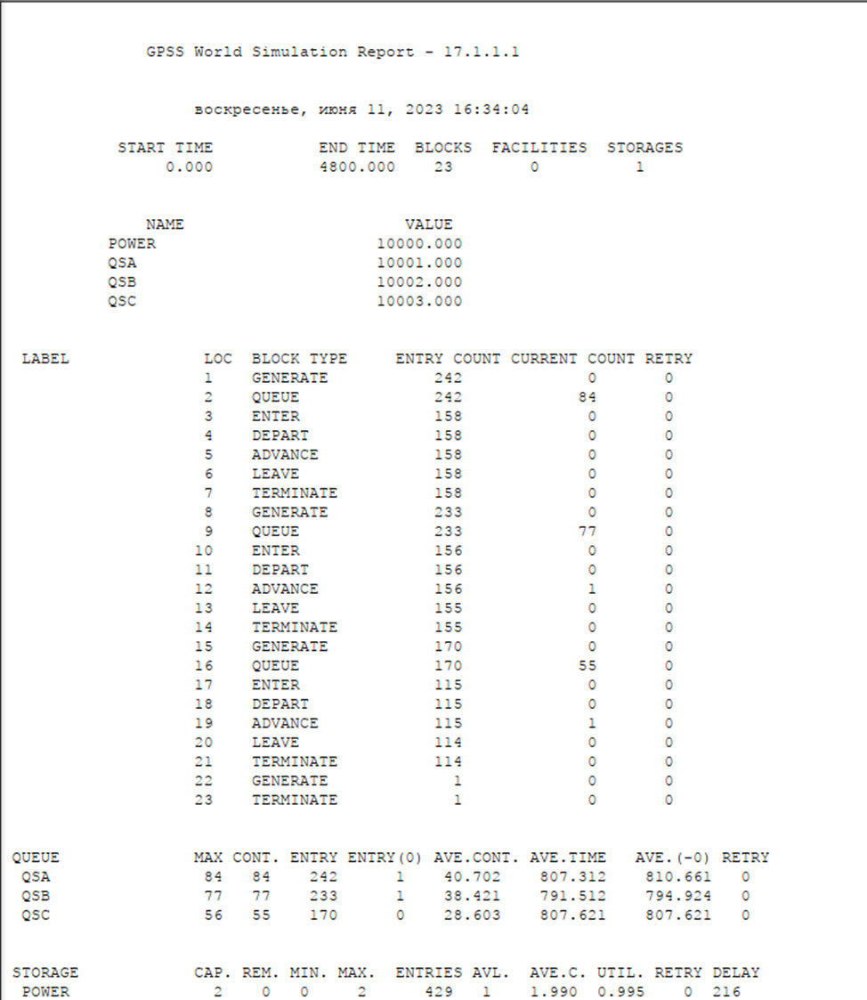 GPSS World Simulation Report - 17.1.1.1
воскресенье, июня 11, 2023 16:34:04
START TIME END TIME BLOCKS FACILITIES STORAGES
0.000 4800.000 23 0 1
NAME VALUE
POWER 10000.000
QSA 10001.000
QSB 10002.000
QSC 10003.000
LABEL LOC BLOCK TYPE ENTRY COUNT CURRENT COUNT RETRY
1 GENERATE 242 0 0
2 QUEUE 242 84 0
3 ENTER 158 0 0
4 DEPART 158 0 0
5 ADVANCE 158 0 0
6 LEAVE 158 0 0
7 TERMINATE 158 0 0
8 GENERATE 233 0 0
9 QUEUE 233 77 0
10 ENTER 156 0 0
11 DEPART 156 0 0
12 ADVANCE 156 1 0
13 LEAVE 155 0 0
14 TERMINATE 155 0 0
15 GENERATE 170 0 0
16 QUEUE 170 55 0
17 ENTER 115 0 0
18 DEPART 115 0 0
19 ADVANCE 115 1 0
20 LEAVE 114 0 0
21 TERMINATE 114 0 0
22 GENERATE 1 0 0
23 TERMINATE 1 0 0
QUEUE MAX CONT. ENTRY ENTRY(0) AVE.CONT. AVE.TIME AVE.(-0) RETRY
QSA 84 84 242 1 40.702 807.312 810.661 0
QSB 77 77 233 1 38.421 791.512 794.924 0
QSC 56 55 170 0 28.603 807.621 807.621 0
STORAGE CAP. REM. MIN. MAX. ENTRIES AVL. AVE.C. UTIL. RETRY DELAY
POWER 2 0 0 2 429 1 1.990 0.995 0 216